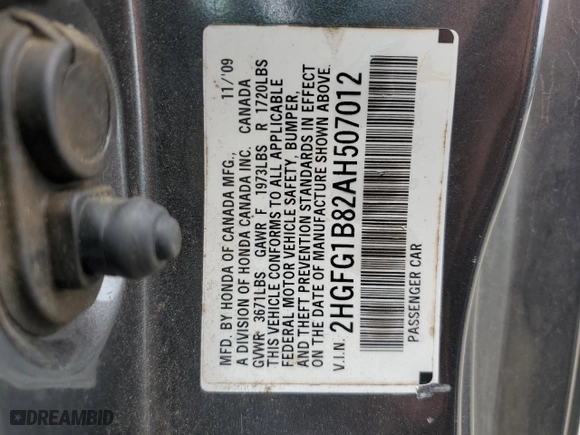 MFD. BY HONDA OF CANADA MFG., 11/'09
A DIVISION OF HONDA CANADA INC. CANADA
GVWR 3671LBS GAWR F 1973LBS R 1720LBS
THIS VEHICLE CONFORMS TO ALL APPLICABLE
FEDERAL MOTOR VEHICLE SAFETY, BUMPER,
AND THEFT PREVENTION STANDARDS IN EFFECT
ON THE DATE OF MANUFACTURE SHOWN ABOVE.
V.I.N. 2HGFG1B82AH507012
PASSENGER CAR
DREAMBID